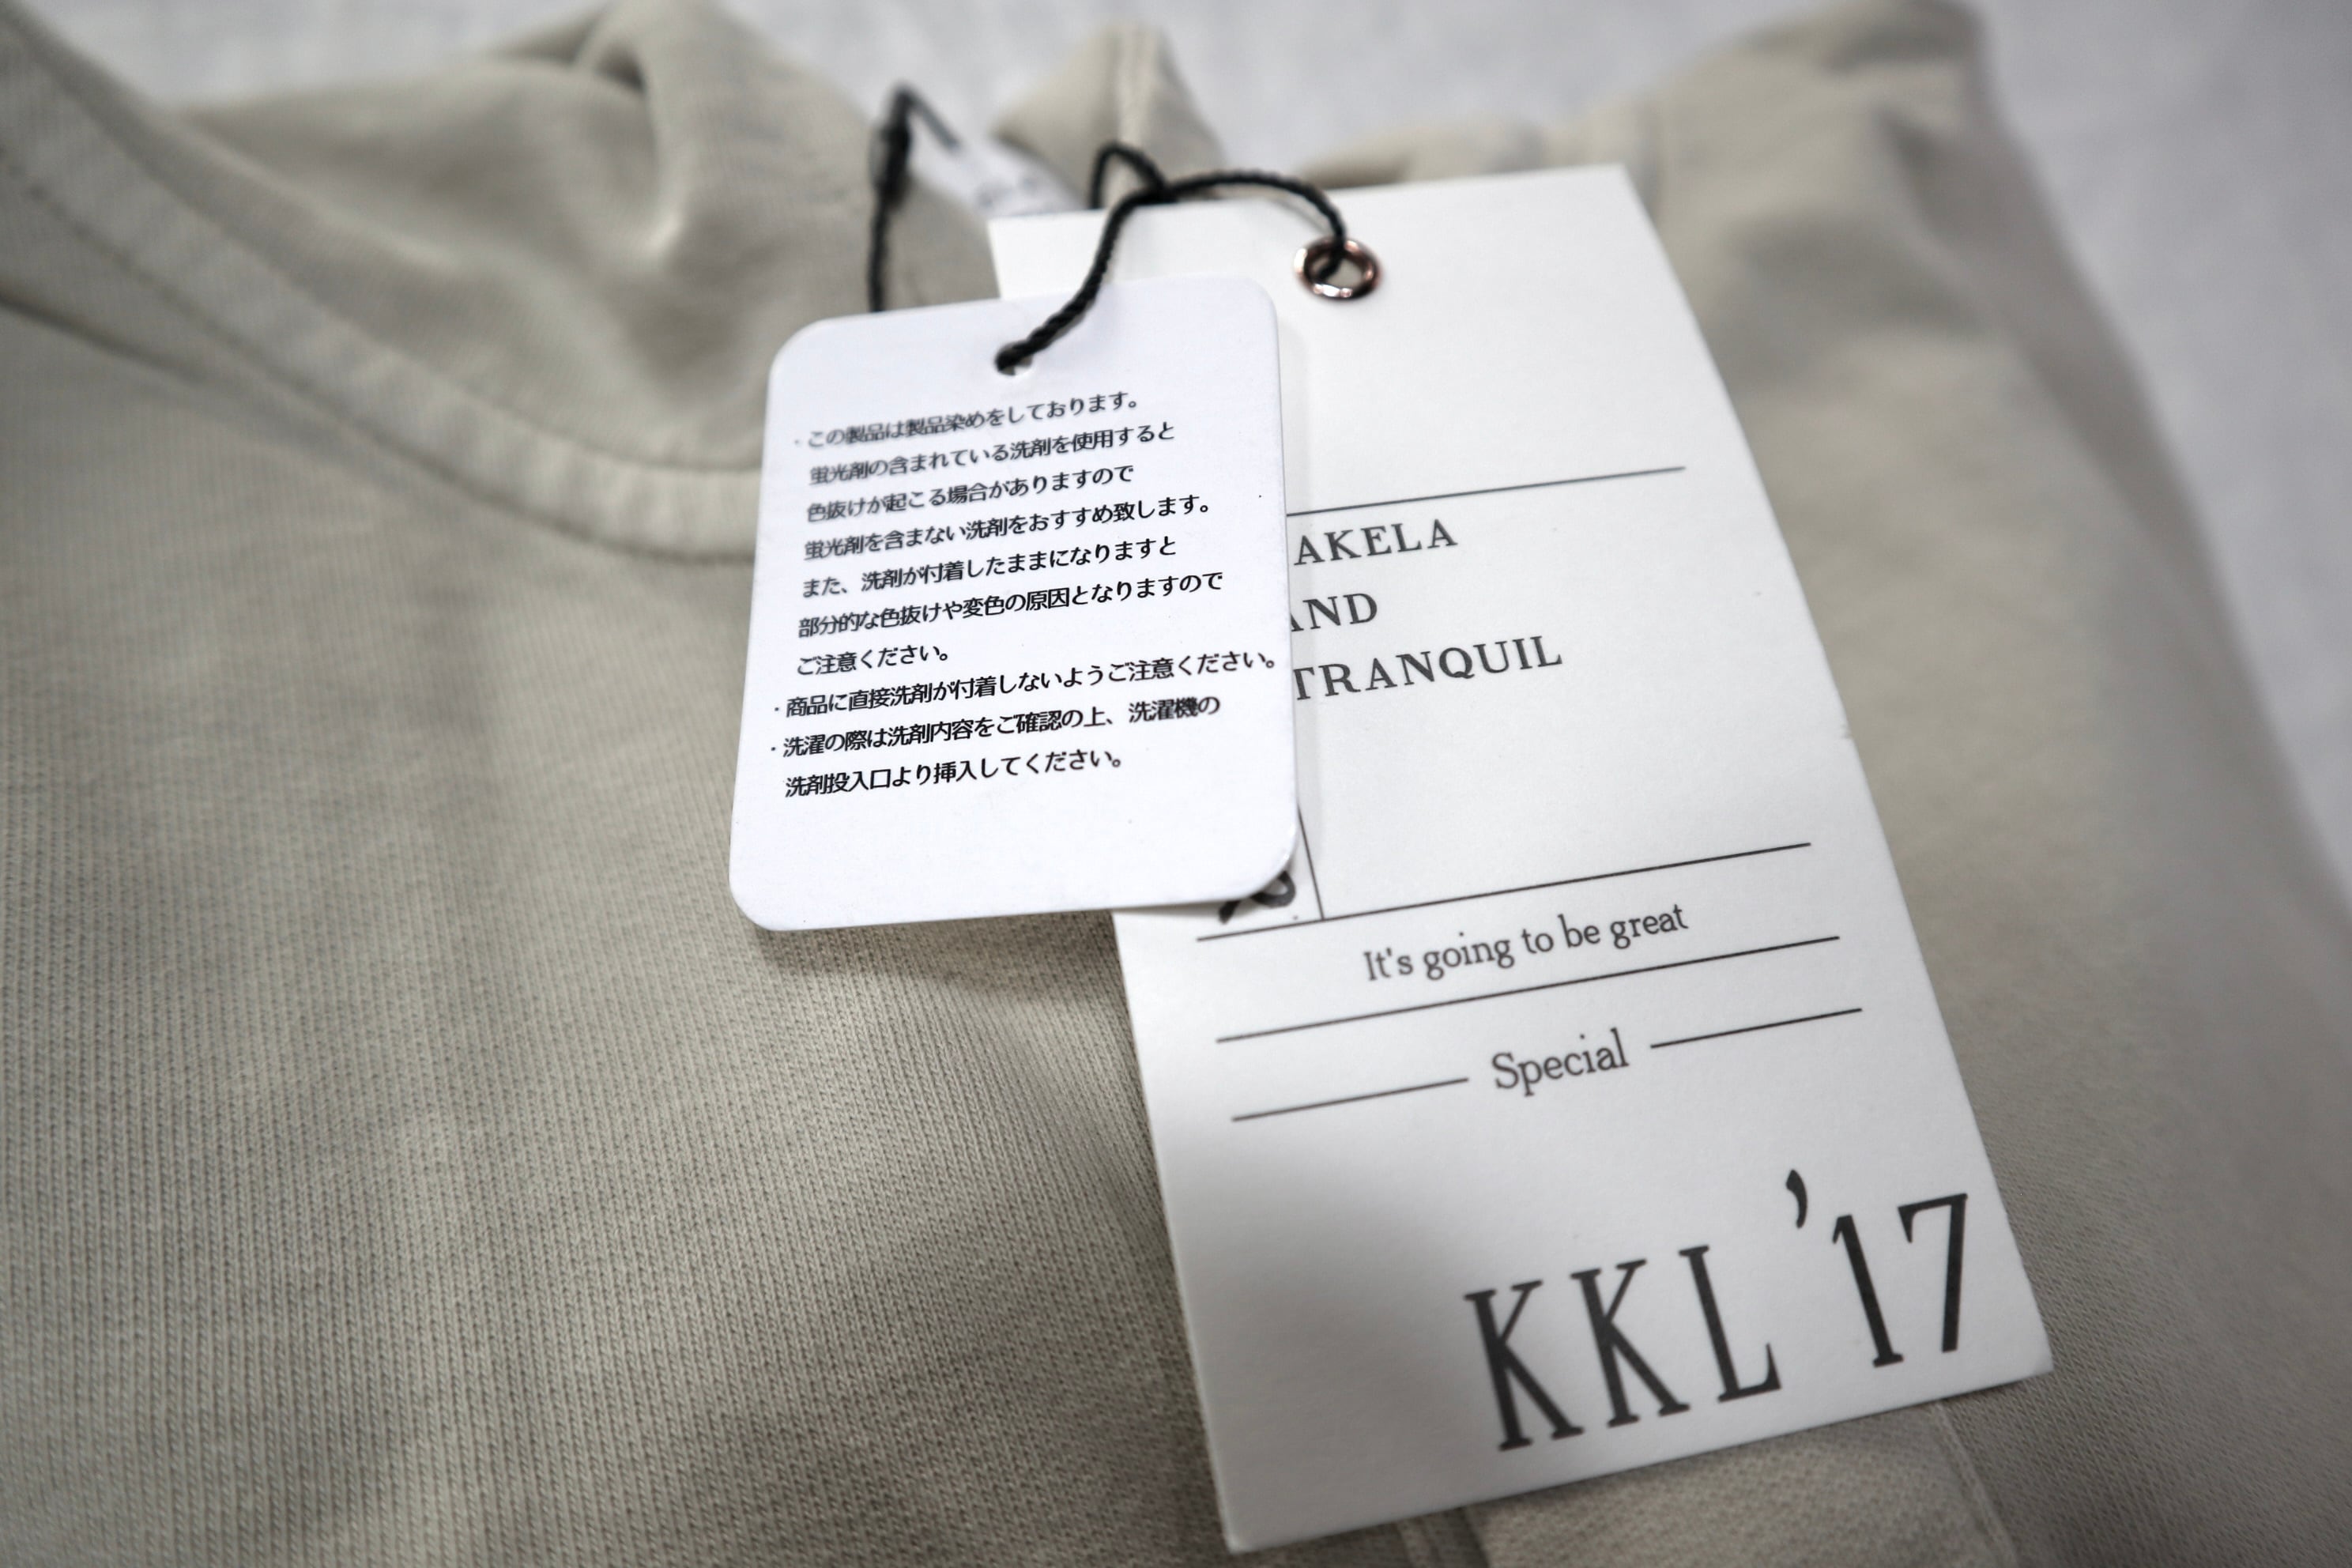 ・この製品は製品染めをしております。
蛍光剤の含まれている洗剤を使用すると
色抜けが起こる場合がありますので
蛍光剤を含まない洗剤をおすすめ致します。
また、洗剤が付着したままになりますと
部分的な色抜けや変色の原因となりますので
ご注意ください。
・商品に直接洗剤が付着しないようご注意ください。
・洗濯の際は洗剤内容をご確認の上、洗濯機の
洗剤投入口より挿入してください。
AKELA
AND
TRANQUIL
It's going to be great
Special
KKL '17